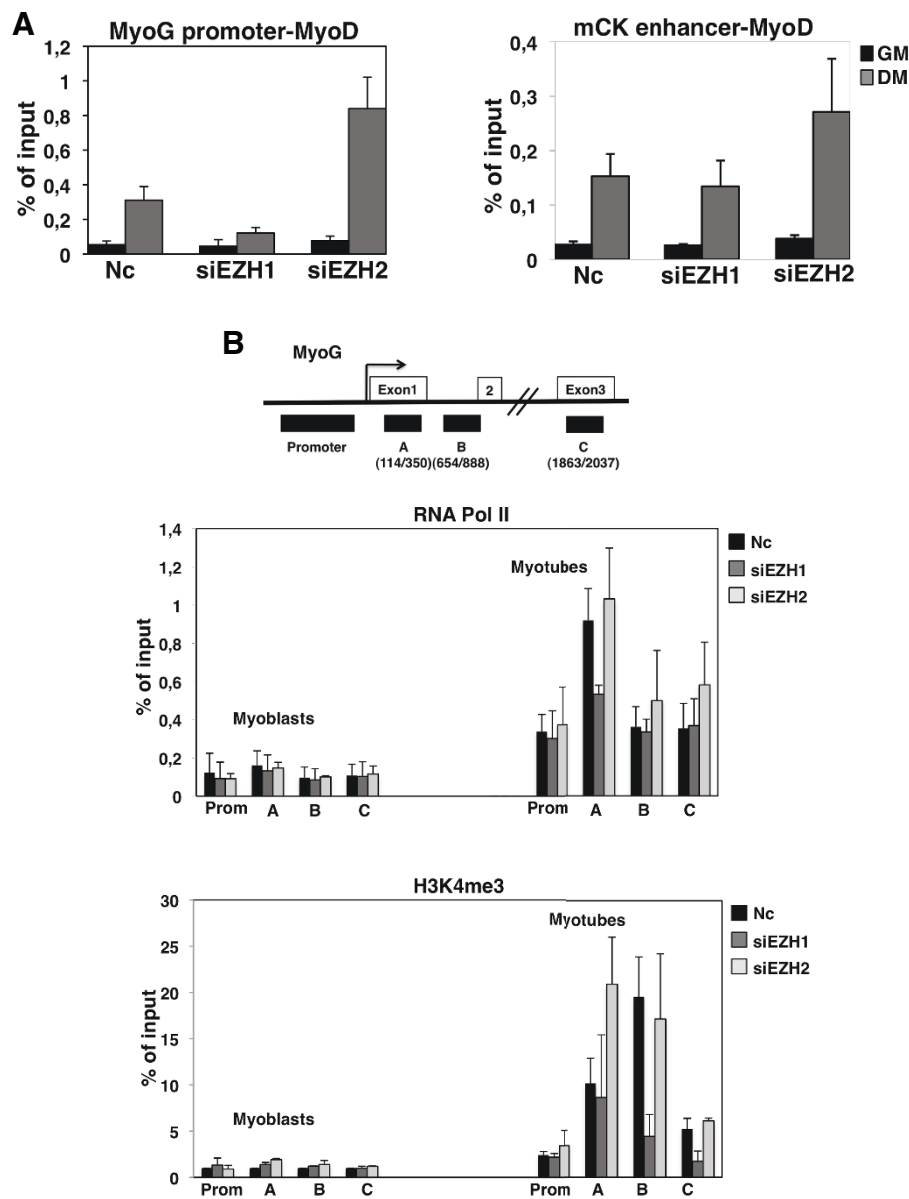 A
MyoG promoter-MyoD
% of input
1,2
1
0,8
0,6
0,4
0,2
0
Nc siEZH1 siEZH2
mCK enhancer-MyoD
% of input
0,4
0,3
0,2
0,1
0
Nc siEZH1 siEZH2
GM
DM
B
MyoG
Exon1 2 Exon3
Promoter A B C
(114/350)(654/888) (1863/2037)
RNA Pol II
% of input
1,4
1,2
1
0,8
0,6
0,4
0,2
0
Myoblasts
Myotubes
Prom A B C Prom A B C
Nc
siEZH1
siEZH2
H3K4me3
% of input
30
25
20
15
10
5
0
Myoblasts
Myotubes
Prom A B C Prom A B C
Nc
siEZH1
siEZH2